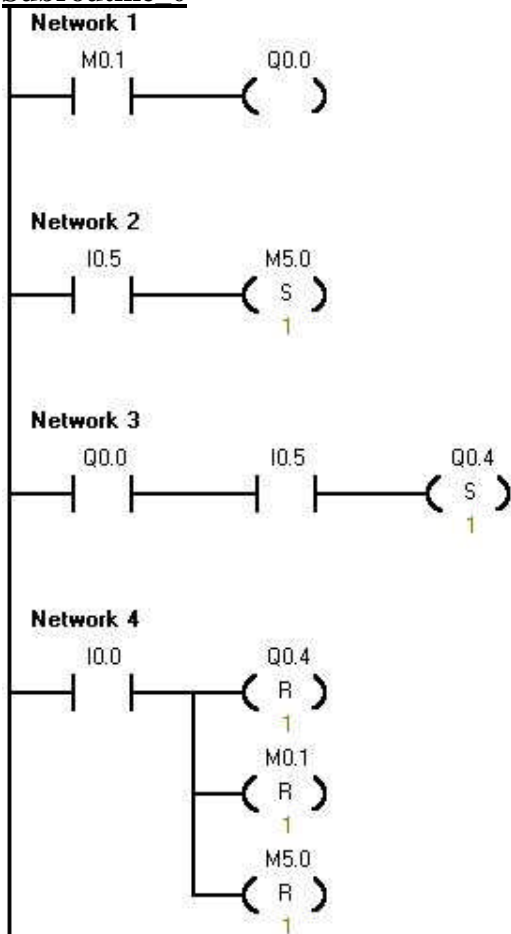 Network 1
M0.1 Q0.0
Network 2
I0.5 M5.0
S
1
Network 3
Q0.0 I0.5 Q0.4
S
1
Network 4
I0.0 Q0.4
R
1
M0.1
R
1
M5.0
R
1